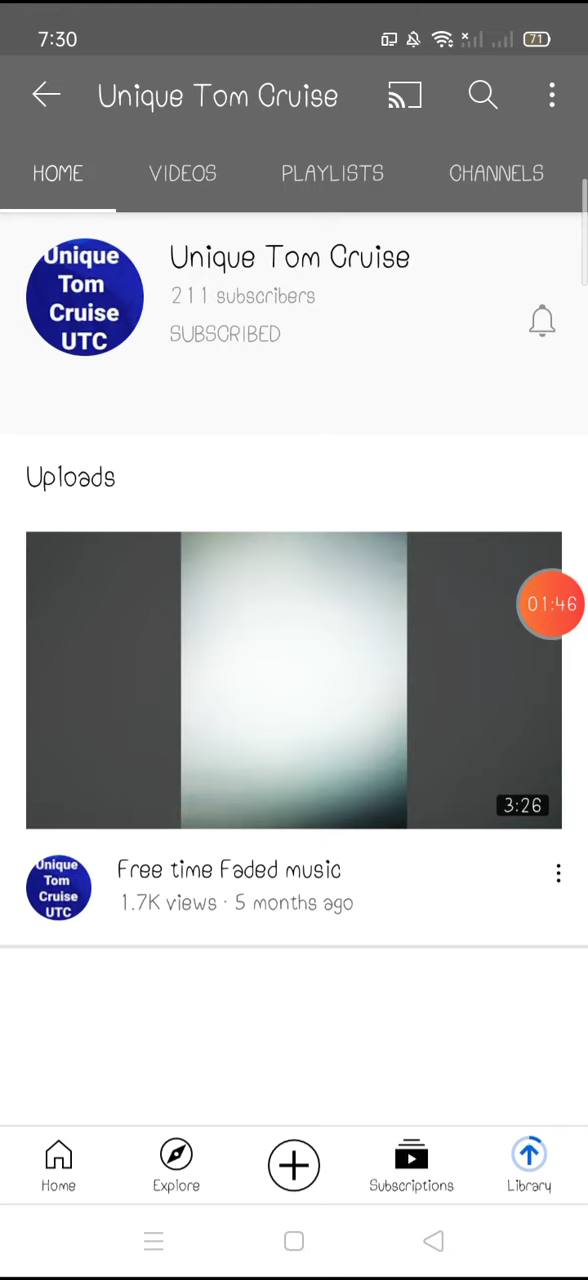 7:30
71
Unique Tom Cruise
HOME VIDEOS PLAYLISTS CHANNELS
Unique
Tom
Cruise
UTC
Unique Tom Cruise
211 subscribers
SUBSCRIBED
Uploads
01:46
3:26
Unique
Tom
Cruise
UTC
Free time Faded music
1.7K views · 5 months ago
Home Explore Subscriptions Library